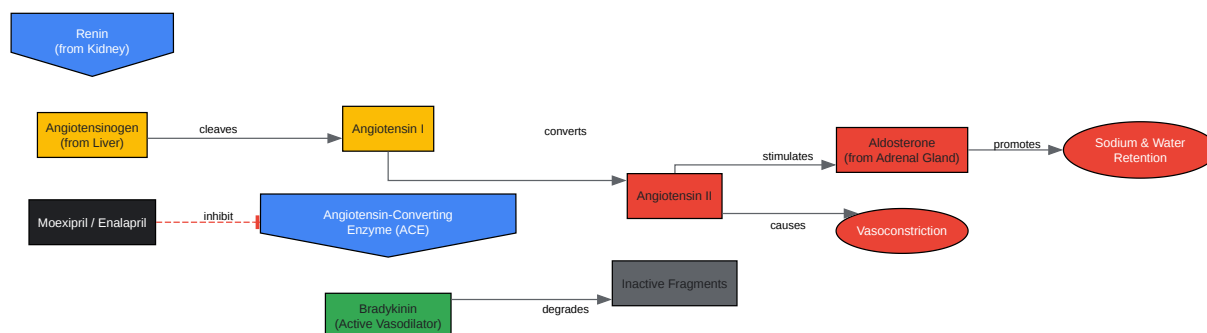 Renin
(from Kidney)
Angiotensinogen
(from Liver)
cleaves
Angiotensin I
converts
Angiotensin II
stimulates
Aldosterone
(from Adrenal Gland)
promotes
Sodium & Water
Retention
causes
Vasoconstriction
Moexipril / Enalapril
inhibit
Angiotensin-Converting
Enzyme (ACE)
Bradykinin
(Active Vasodilator)
degrades
Inactive Fragments